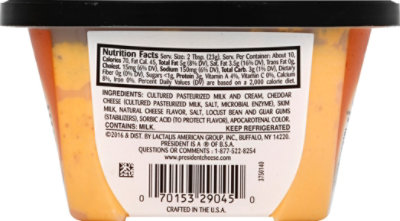 Nutrition Facts Serv. Size: 2 Tbsp. (23g), Serv. Per Container: About 10,
Calories 70, Fat Cal. 45, Total Fat 5g (8% DV), Sat. Fat 3.5g (16% DV), Trans Fat 0g,
Cholest. 15mg (6% DV), Sodium 150mg (6% DV), Total Carb. 3g (1% DV), Dietary
Fiber 0g (0% DV), Sugars <1g, Protein 3g, Vitamin A 4%, Vitamin C 0%, Calcium
8%, Iron 0%. Percent Daily Values (DV) are based on a 2,000 calorie diet.
INGREDIENTS: CULTURED PASTEURIZED MILK AND CREAM, CHEDDAR
CHEESE (CULTURED PASTEURIZED MILK, SALT, MICROBIAL ENZYME), SKIM
MILK, NATURAL CHEESE FLAVOR, SALT, LOCUST BEAN AND GUAR GUMS
(STABILIZERS), SORBIC ACID (TO PROTECT FLAVOR), APOCAROTENAL COLOR.
CONTAINS: MILK. KEEP REFRIGERATED
©2016 & DIST. BY LACTALIS AMERICAN GROUP, INC., BUFFALO, NY 14220.
PRESIDENT IS A ® OF B.S.A.
QUESTIONS OR COMMENTS : 1-877-522-8254
www.presidentcheese.com
3750140
0 70153 29045 0
CRAFTED IN THE U.S.A.